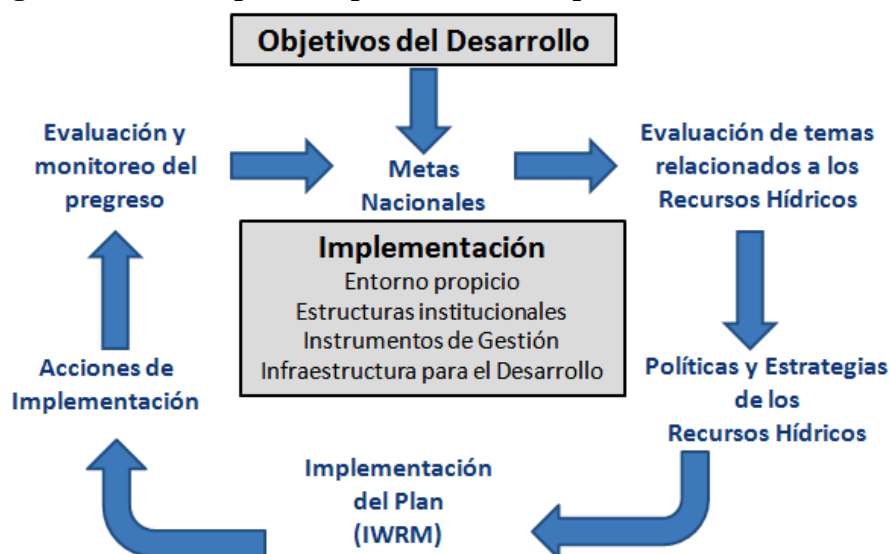 Objetivos del Desarrollo
Evaluación y
monitoreo del
pregreso
Metas
Nacionales
Evaluación de temas
relacionados a los
Recursos Hídricos
Implementación
Entorno propicio
Estructuras institucionales
Instrumentos de Gestión
Infraestructura para el Desarrollo
Acciones de
Implementación
Políticas y Estrategias
de los
Recursos Hídricos
Implementación
del Plan
(IWRM)